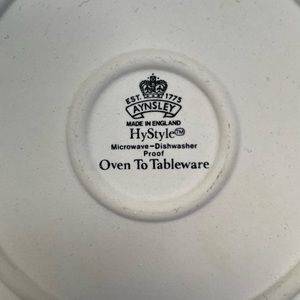 EST. 1775
AYNSLEY
MADE IN ENGLAND
HyStyle™
Microwave-Dishwasher
Proof
Oven To Tableware